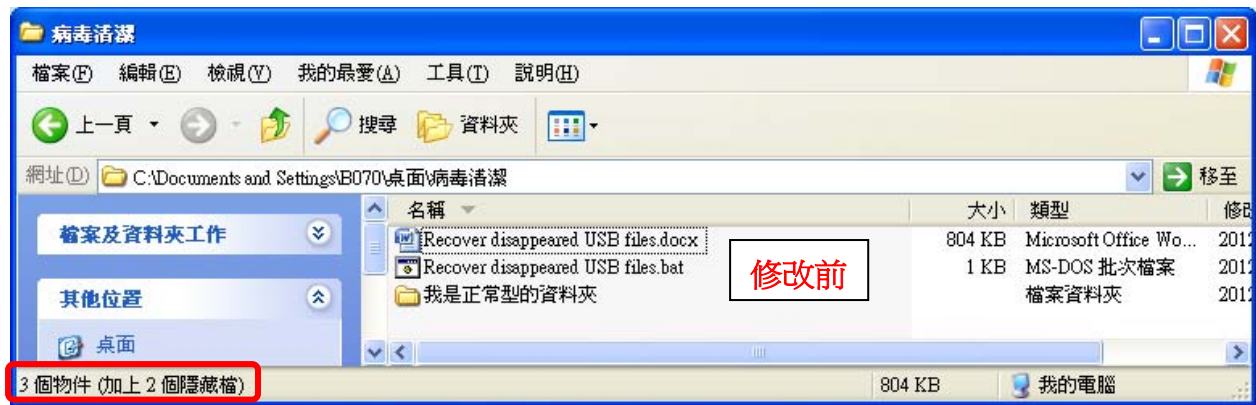 病毒清潔
檔案(F) 編輯(E) 檢視(V) 我的最愛(A) 工具(T) 說明(H)
上一頁 搜尋 資料夾
網址(D) C:\Documents and Settings\B070\桌面\病毒清潔 移至
檔案及資料夾工作
其他位置
桌面
名稱 大小 類型 修改
Recover disappeared USB files.docx 804 KB Microsoft Office Wo... 2012
Recover disappeared USB files.bat 1 KB MS-DOS 批次檔案 2012
我是正常型的資料夾 檔案資料夾 2012
修改前
3 個物件 (加上 2 個隱藏檔) 804 KB 我的電腦